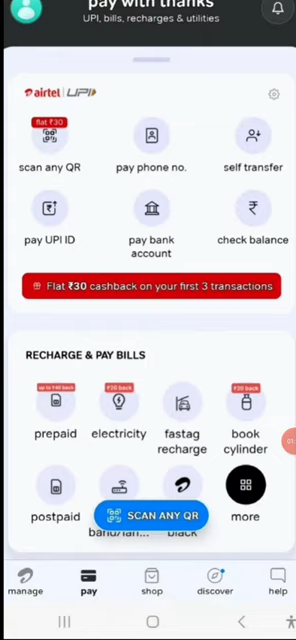 pay with thanks
UPI, bills, recharges & utilities
airtel | UPI
flat ₹30
scan any QR
pay phone no.
self transfer
pay UPI ID
pay bank account
check balance
Flat ₹30 cashback on your first 3 transactions
RECHARGE & PAY BILLS
up to ₹40 back
₹20 back
₹20 back
prepaid
electricity
fastag recharge
book cylinder
postpaid
black
more
SCAN ANY QR
manage
pay
shop
discover
help